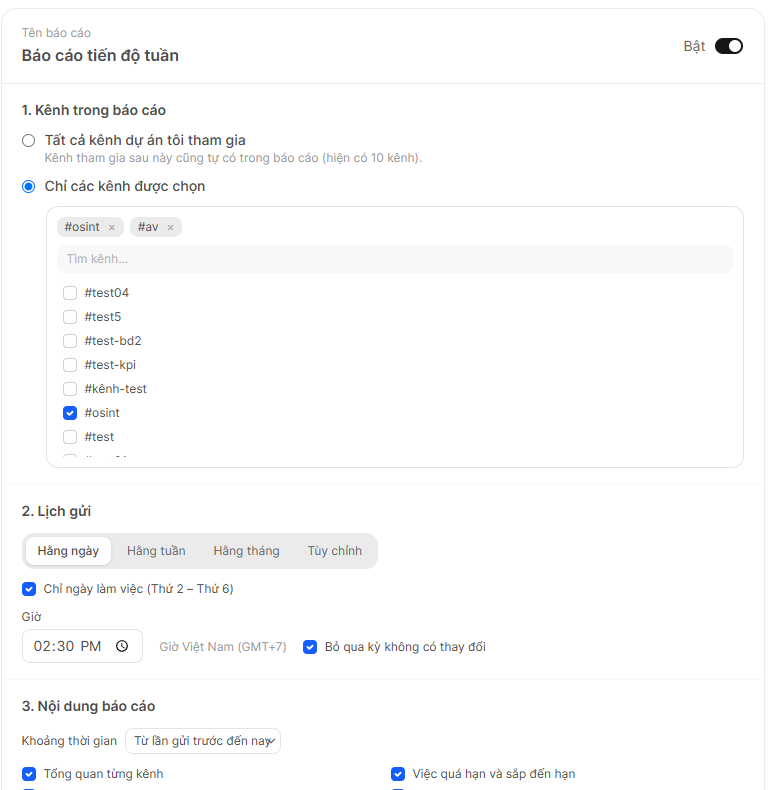 Tên báo cáo
Báo cáo tiến độ tuần
Bật
1. Kênh trong báo cáo
Tất cả kênh dự án tôi tham gia
Kênh tham gia sau này cũng tự có trong báo cáo (hiện có 10 kênh).
Chỉ các kênh được chọn
#osint × #av ×
Tìm kênh...
#test04
#test5
#test-bd2
#test-kpi
#kênh-test
#osint
#test
2. Lịch gửi
Hằng ngày Hằng tuần Hằng tháng Tùy chỉnh
Chỉ ngày làm việc (Thứ 2 – Thứ 6)
Giờ
02:30 PM Giờ Việt Nam (GMT+7) Bỏ qua kỳ không có thay đổi
3. Nội dung báo cáo
Khoảng thời gian Từ lần gửi trước đến nay
Tổng quan từng kênh Việc quá hạn và sắp đến hạn